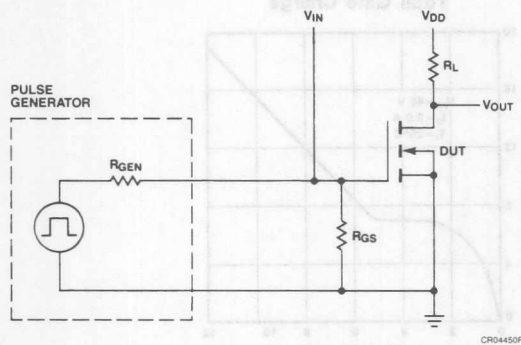 VIN
VDD
RL
PULSE
GENERATOR
VOUT
RGEN
DUT
RGS
CR04450F